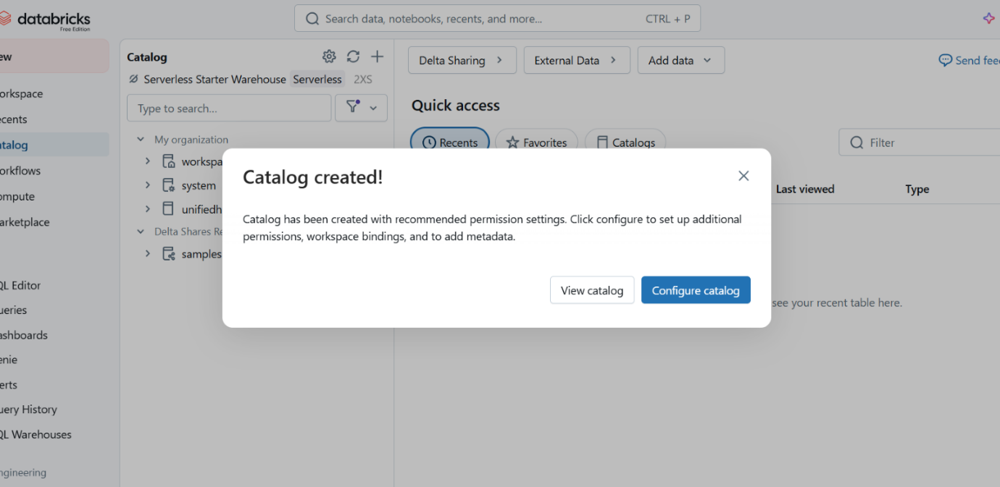 databricks
Free Edition
Search data, notebooks, recents, and more...
CTRL + P
ew
orkspace
ecents
atalog
orkflows
ompute
arketplace
QL Editor
ueries
ashboards
enie
erts
uery History
QL Warehouses
ngineering
Catalog
Serverless Starter Warehouse Serverless 2XS
Type to search...
My organization
workspa
system
unifiedh
Delta Shares Re
samples
Delta Sharing
External Data
Add data
Send fee
Quick access
Recents
Favorites
Catalogs
Filter
Last viewed
Type
see your recent table here.
Catalog created!
Catalog has been created with recommended permission settings. Click configure to set up additional
permissions, workspace bindings, and to add metadata.
View catalog
Configure catalog